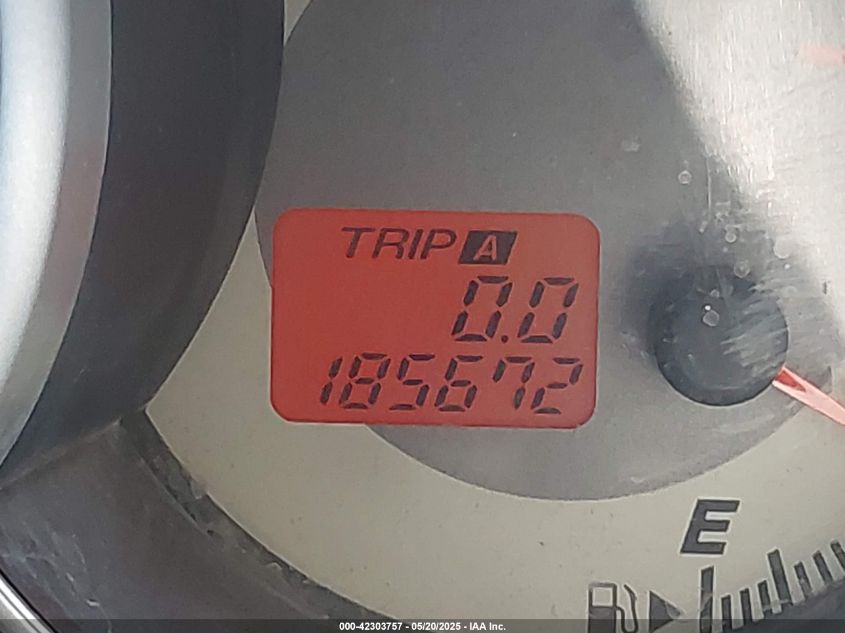 TRIP A
0.0
185672
E
000-42303757 - 05/20/2025 - IAA Inc.